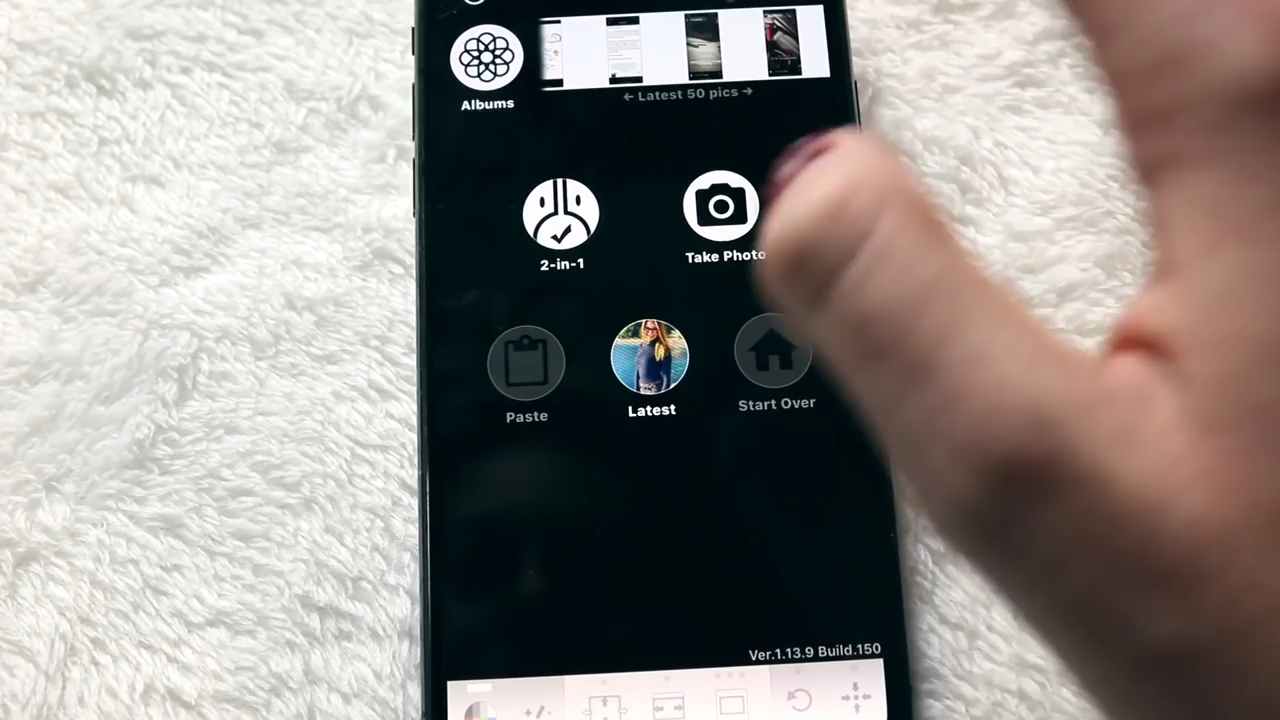 Albums
← Latest 50 pics →
2-in-1
Take Photo
Paste
Latest
Start Over
Ver.1.13.9 Build.150